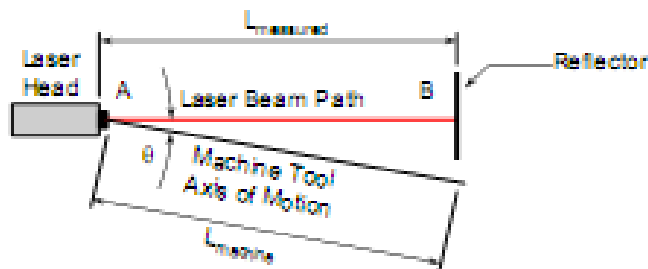 Lmeasured
Laser
Head
A
Laser Beam Path
B
Reflector
θ
Machine Tool
Axis of Motion
Lmachine